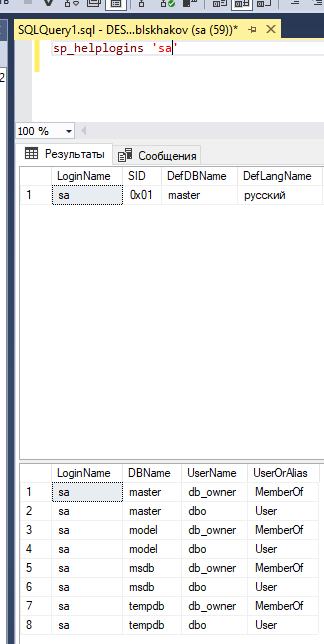 2
SQLQuery1.sql - DES...blskhakov (sa (59))*
sp_helplogins 'sa'
100 %
Результаты Сообщения
LoginName SID DefDBName DefLangName
1 sa 0x01 master русский
LoginName DBName UserName UserOrAlias
1 sa master db_owner MemberOf
2 sa master dbo User
3 sa model db_owner MemberOf
4 sa model dbo User
5 sa msdb db_owner MemberOf
6 sa msdb dbo User
7 sa tempdb db_owner MemberOf
8 sa tempdb dbo User